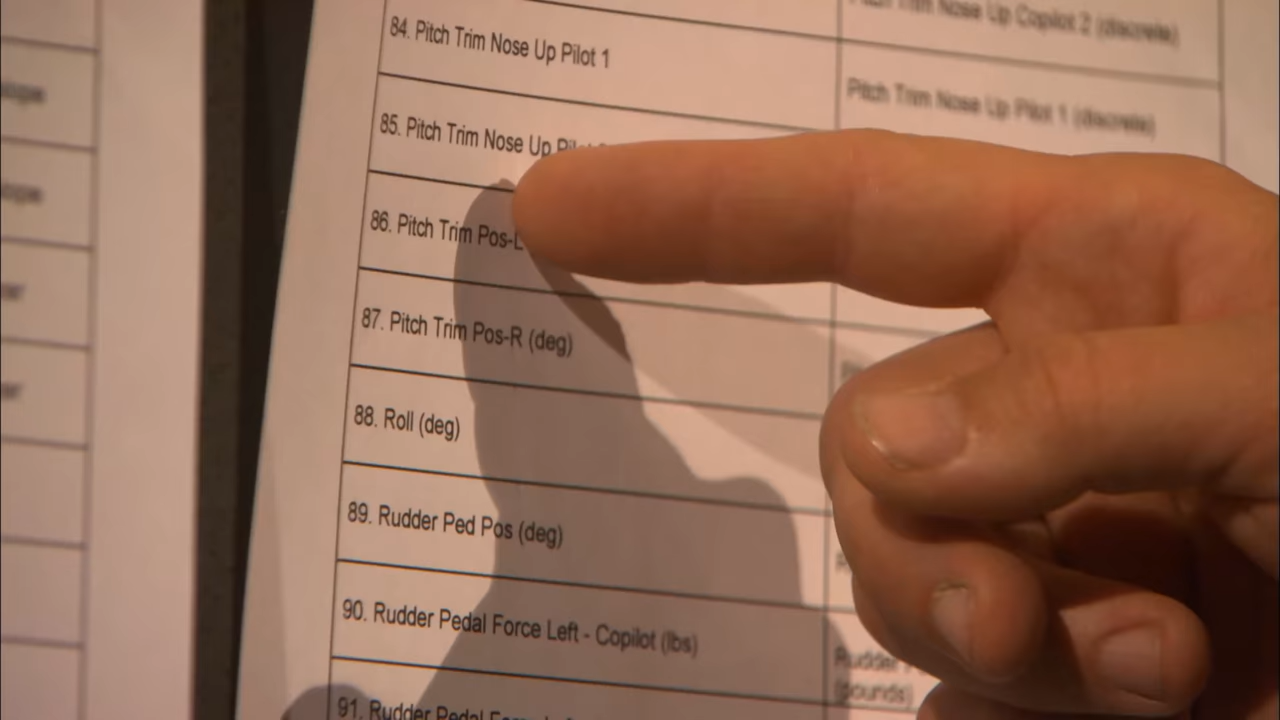 Nose Up Copilot 2 (discrete)
84. Pitch Trim Nose Up Pilot 1
Pitch Trim Nose Up Pilot 1 (discrete)
85. Pitch Trim Nose Up
86. Pitch Trim Pos-L
87. Pitch Trim Pos-R (deg)
88. Roll (deg)
89. Rudder Ped Pos (deg)
90. Rudder Pedal Force Left - Copilot (lbs)
Rudder
(pounds)
91. Rudder Pedal